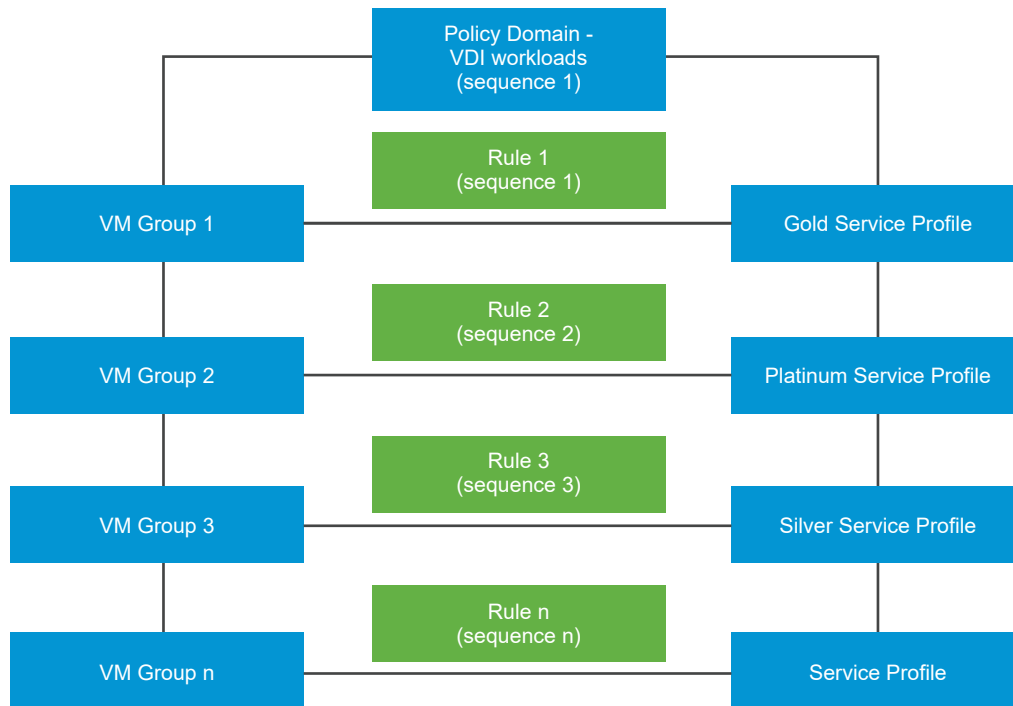 Policy Domain -
VDI workloads
(sequence 1)
Rule 1
(sequence 1)
VM Group 1
Gold Service Profile
Rule 2
(sequence 2)
VM Group 2
Platinum Service Profile
Rule 3
(sequence 3)
VM Group 3
Silver Service Profile
Rule n
(sequence n)
VM Group n
Service Profile